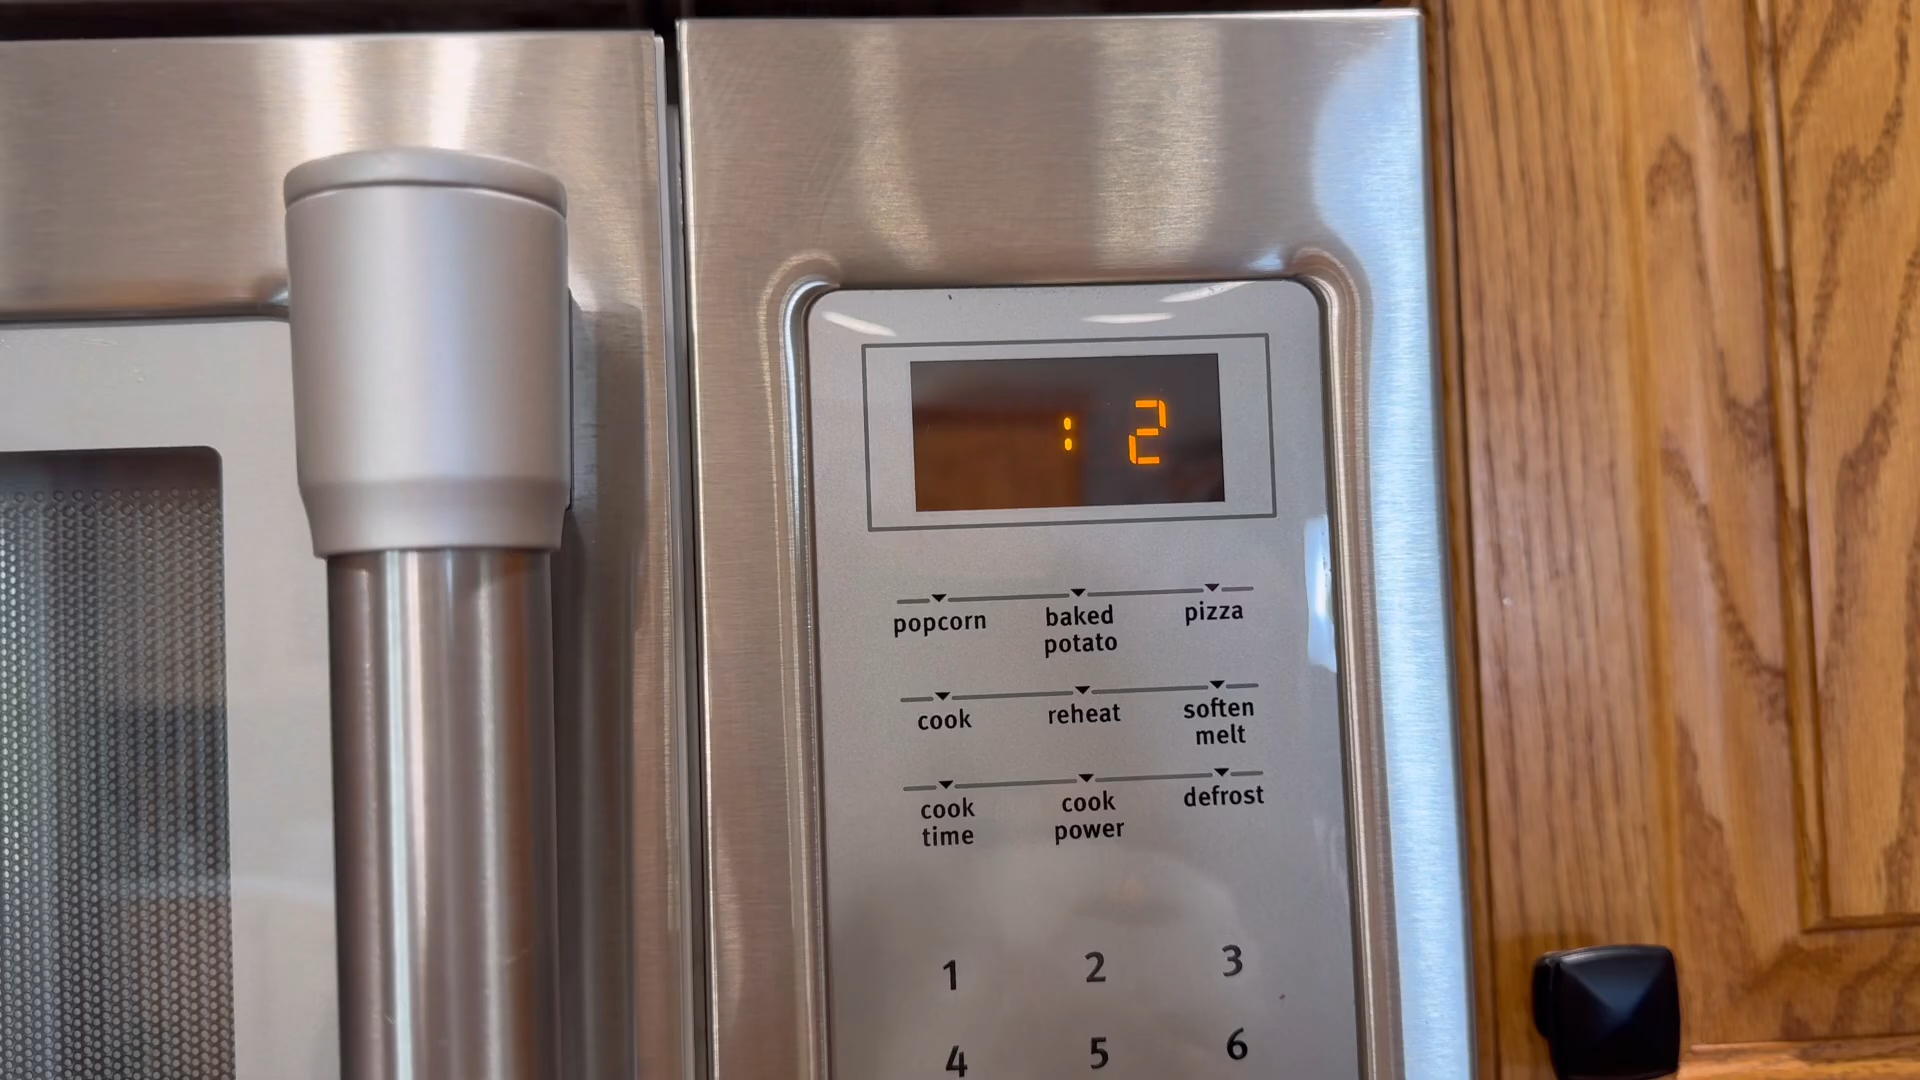 : 2
popcorn baked potato pizza
cook reheat soften melt
cook time cook power defrost
1 2 3
4 5 6